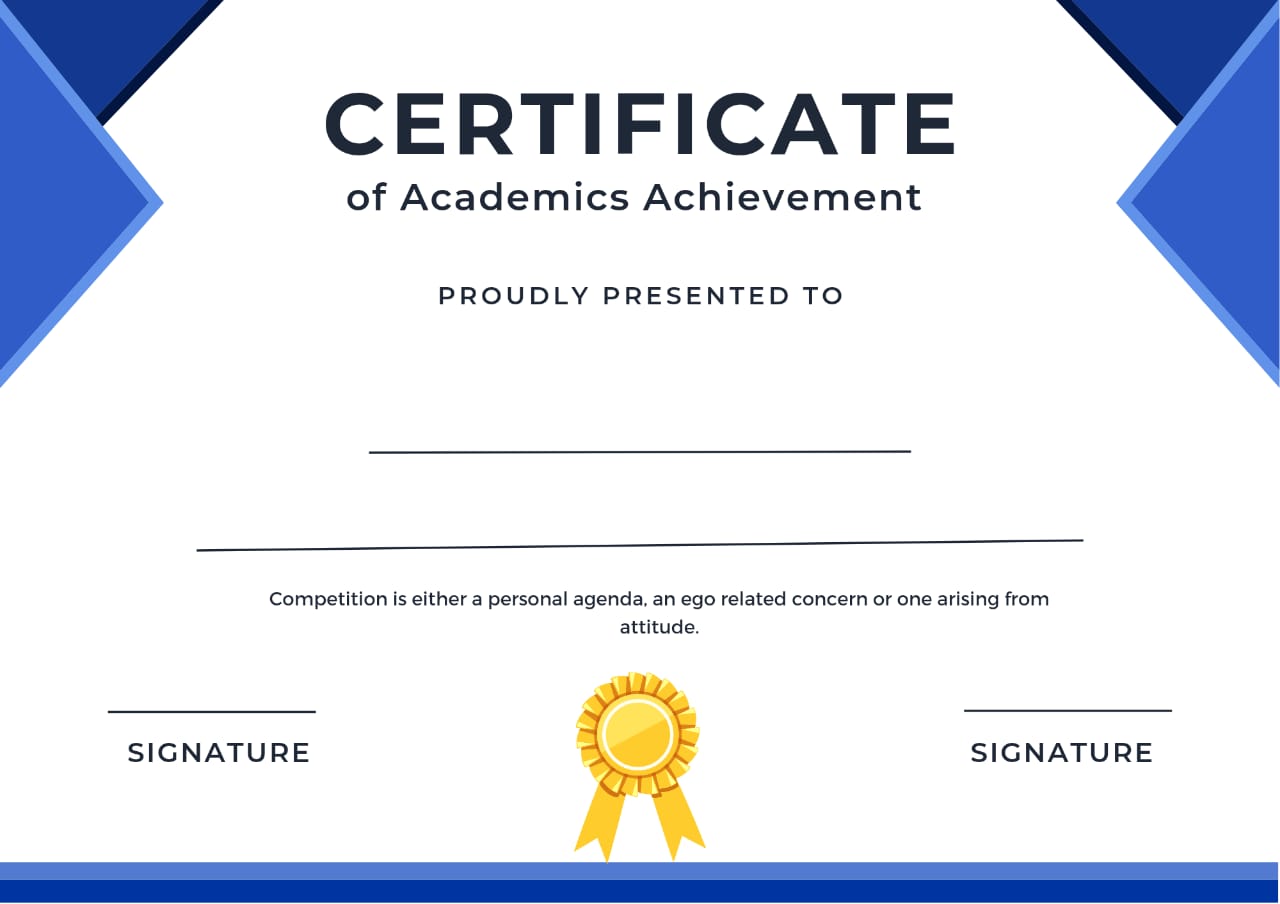 CERTIFICATE
of Academics Achievement
PROUDLY PRESENTED TO
Competition is either a personal agenda, an ego related concern or one arising from
attitude.
SIGNATURE
SIGNATURE